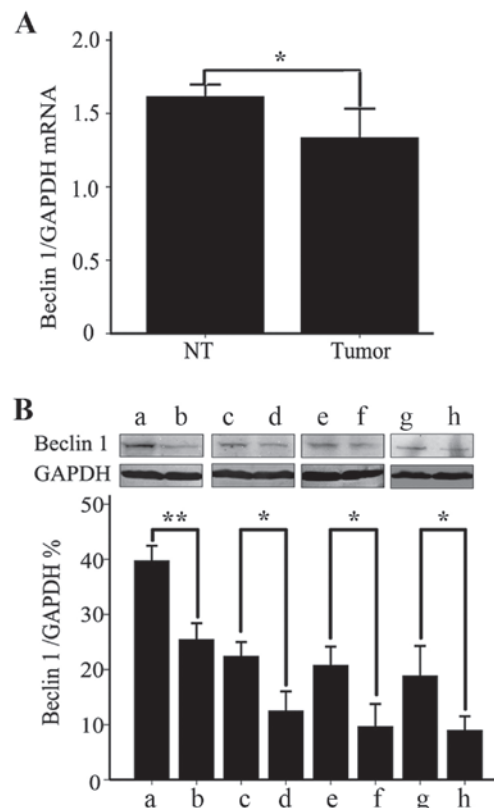 A
Beclin 1/GAPDH mRNA
2.0
1.5
1.0
0.5
0
*
NT Tumor
B
a b c d e f g h
Beclin 1
GAPDH
Beclin 1 /GAPDH %
50
40
30
20
10
0
** * * *
a b c d e f g h